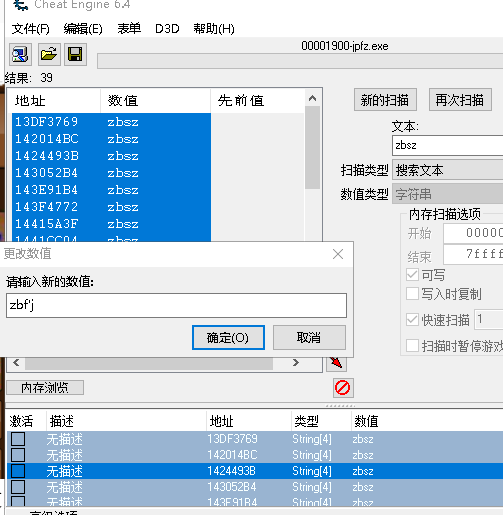 Cheat Engine 6.4
文件(F) 编辑(E) 表单 D3D 帮助(H)
00001900-jpfz.exe
结果: 39
地址 数值 先前值
13DF3769 zbsz
142014BC zbsz
1424493B zbsz
143052B4 zbsz
143E91B4 zbsz
143F4772 zbsz
14415A3F zbsz
1441CC04 zbsz
新的扫描 再次扫描
文本:
zbsz
扫描类型 搜索文本
数值类型 字符串
内存扫描选项
开始 00000
结束 7ffff
可写
写入时复制
快速扫描 1
扫描时暂停游戏
更改数值
请输入新的数值:
zbf'j
确定(O) 取消
内存浏览
激活 描述 地址 类型 数值
无描述 13DF3769 String[4] zbsz
无描述 142014BC String[4] zbsz
无描述 1424493B String[4] zbsz
无描述 143052B4 String[4] zbsz
无描述 143E91B4 String[4] zbsz